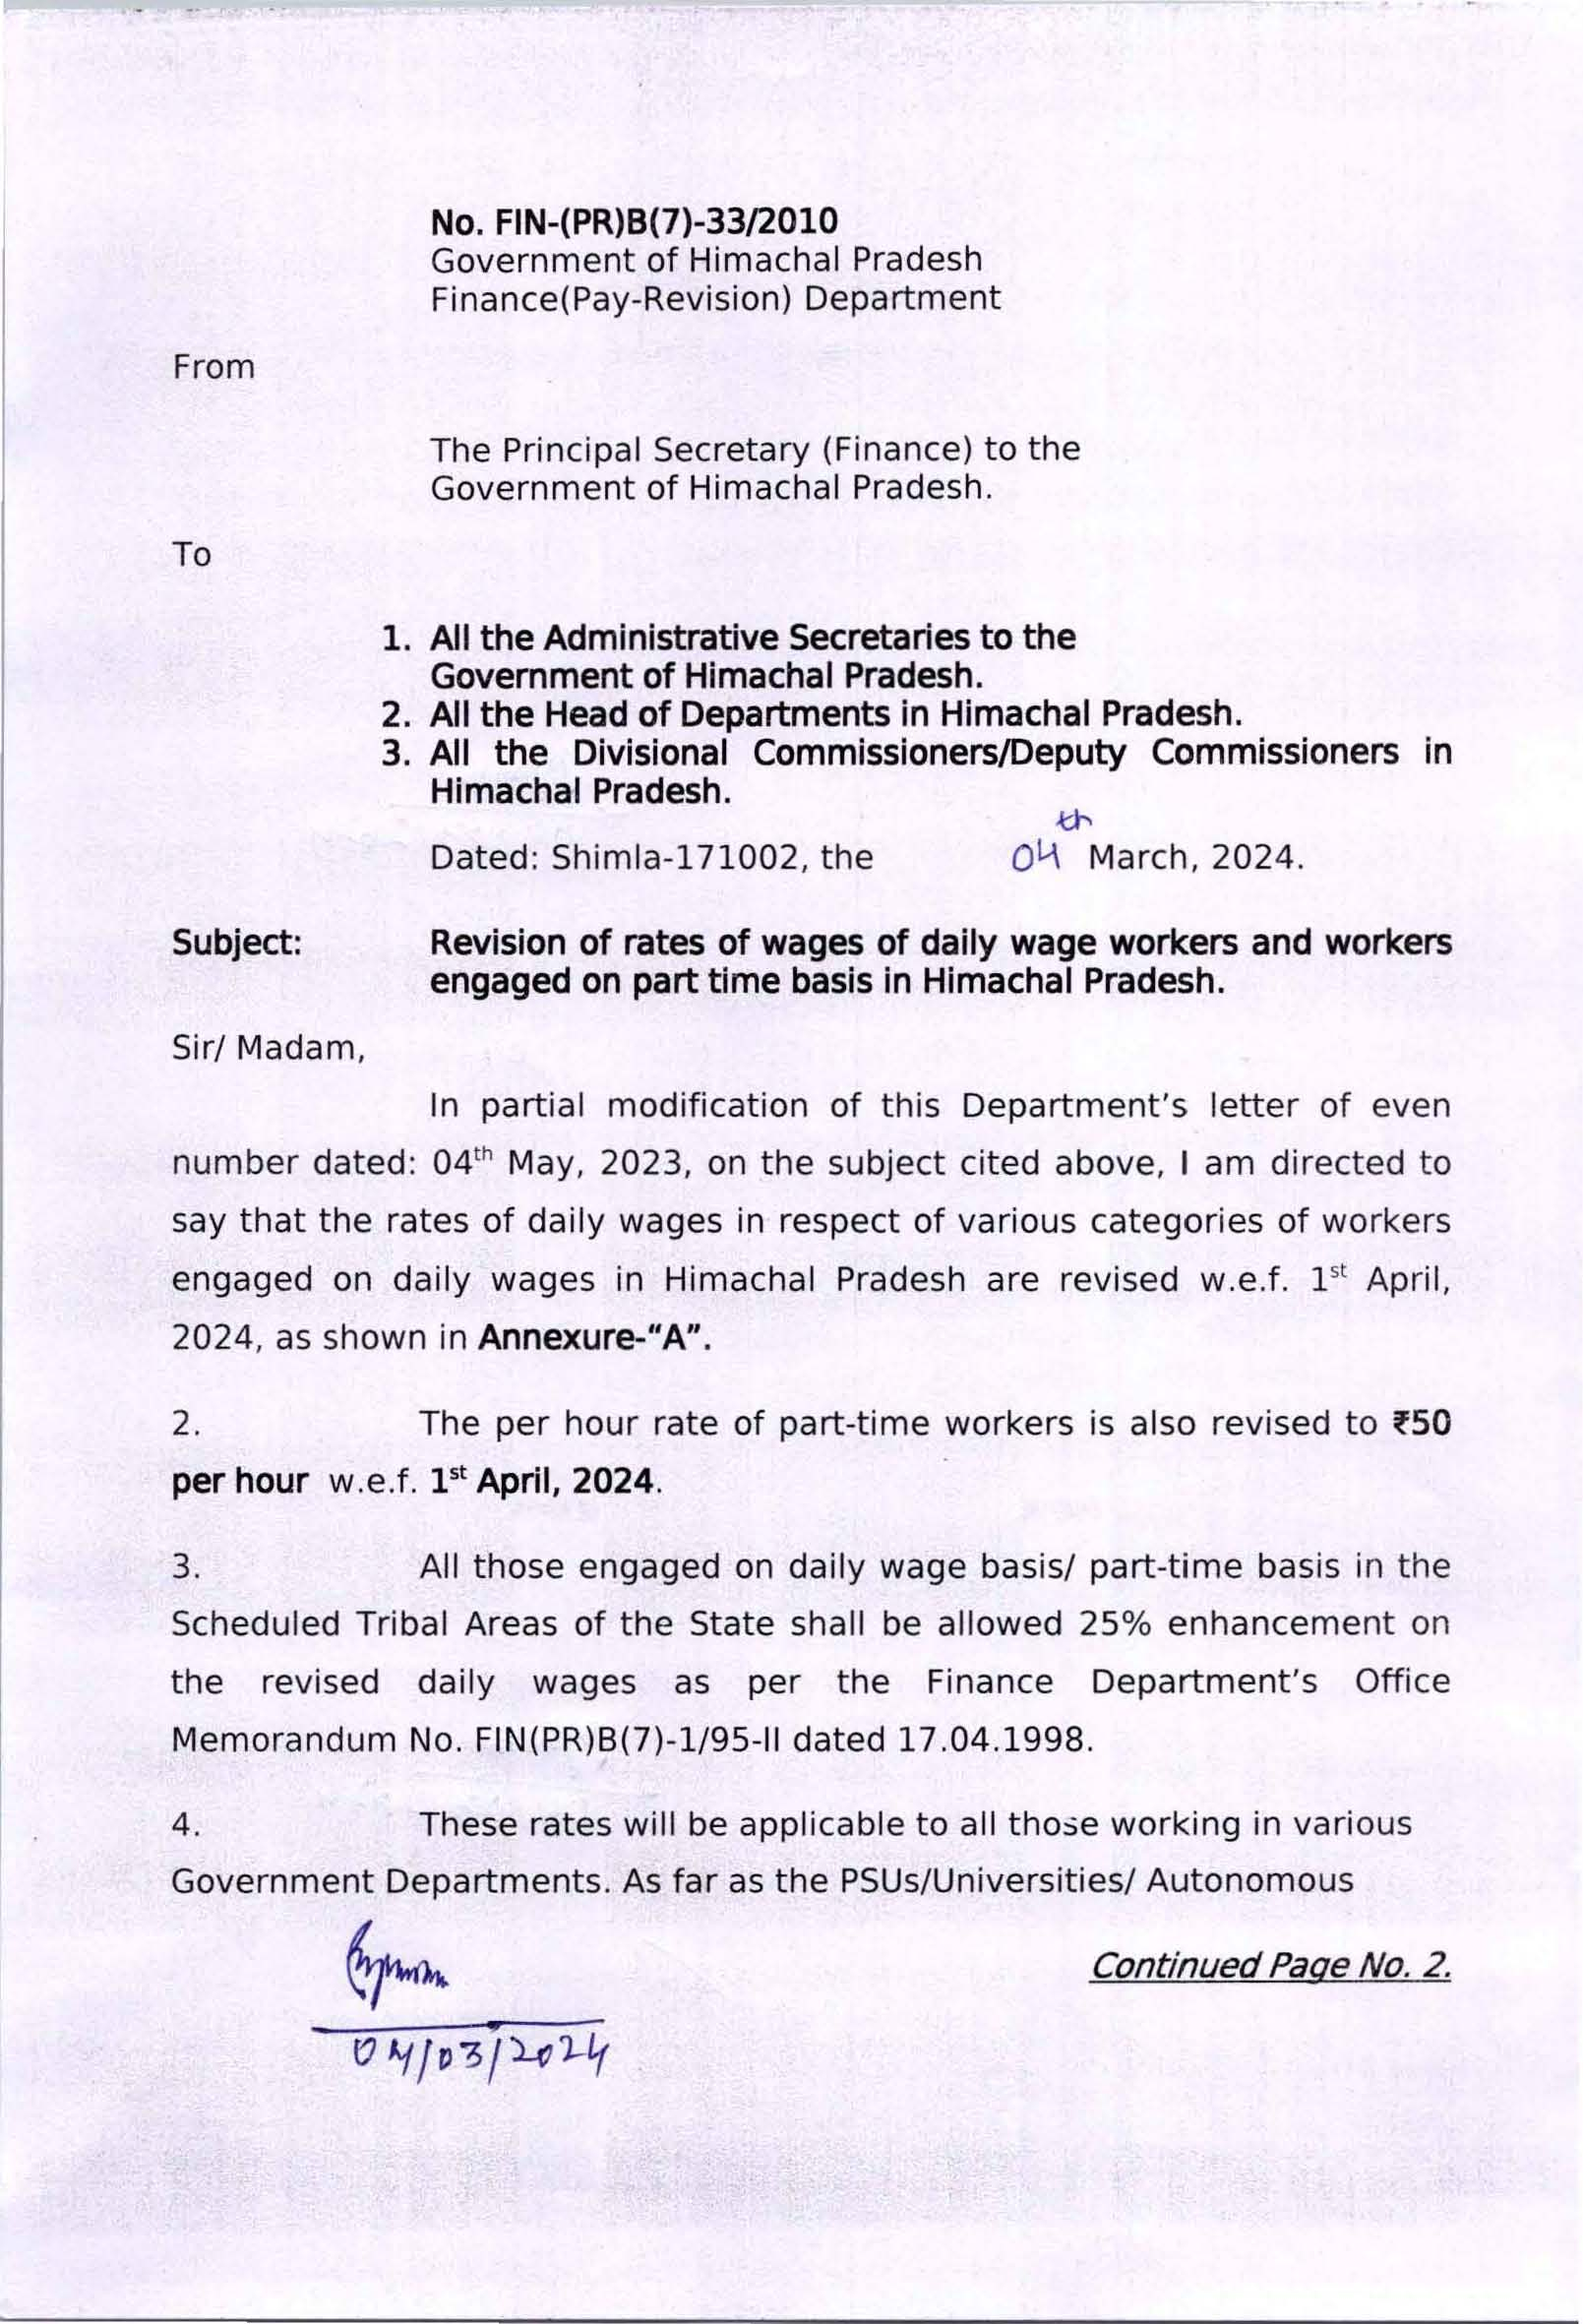 No. FIN-(PR)B(7)-33/2010
Government of Himachal Pradesh
Finance(Pay-Revision) Department
From
The Principal Secretary (Finance) to the
Government of Himachal Pradesh.
To
1. All the Administrative Secretaries to the
Government of Himachal Pradesh.
2. All the Head of Departments in Himachal Pradesh.
3. All the Divisional Commissioners/Deputy Commissioners in
Himachal Pradesh.
Dated: Shimla-171002, the 04th March, 2024.
Subject: Revision of rates of wages of daily wage workers and workers
engaged on part time basis in Himachal Pradesh.
Sir/ Madam,
In partial modification of this Department's letter of even
number dated: 04th May, 2023, on the subject cited above, I am directed to
say that the rates of daily wages in respect of various categories of workers
engaged on daily wages in Himachal Pradesh are revised w.e.f. 1st April,
2024, as shown in Annexure-"A".
2. The per hour rate of part-time workers is also revised to ₹50
per hour w.e.f. 1st April, 2024.
3. All those engaged on daily wage basis/ part-time basis in the
Scheduled Tribal Areas of the State shall be allowed 25% enhancement on
the revised daily wages as per the Finance Department's Office
Memorandum No. FIN(PR)B(7)-1/95-II dated 17.04.1998.
4. These rates will be applicable to all those working in various
Government Departments. As far as the PSUs/Universities/ Autonomous
Continued Page No. 2.
04/03/2024